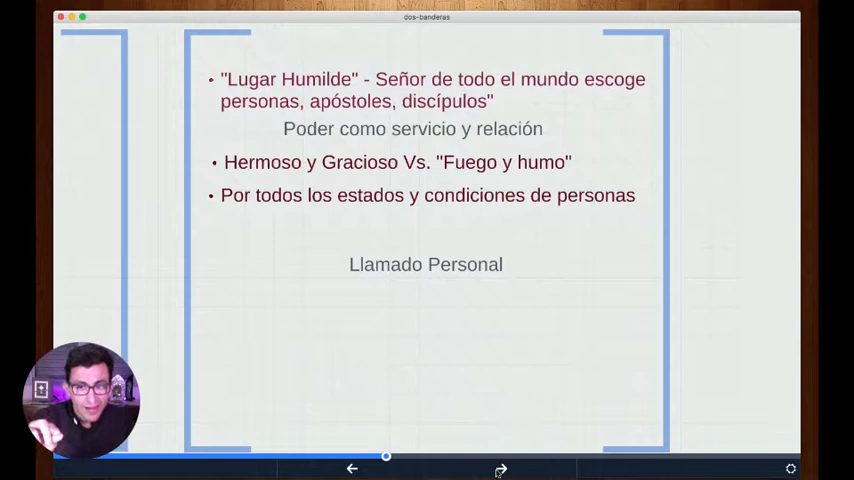 dos-banderas
• "Lugar Humilde" - Señor de todo el mundo escoge
personas, apóstoles, discípulos"
Poder como servicio y relación
• Hermoso y Gracioso Vs. "Fuego y humo"
• Por todos los estados y condiciones de personas
Llamado Personal